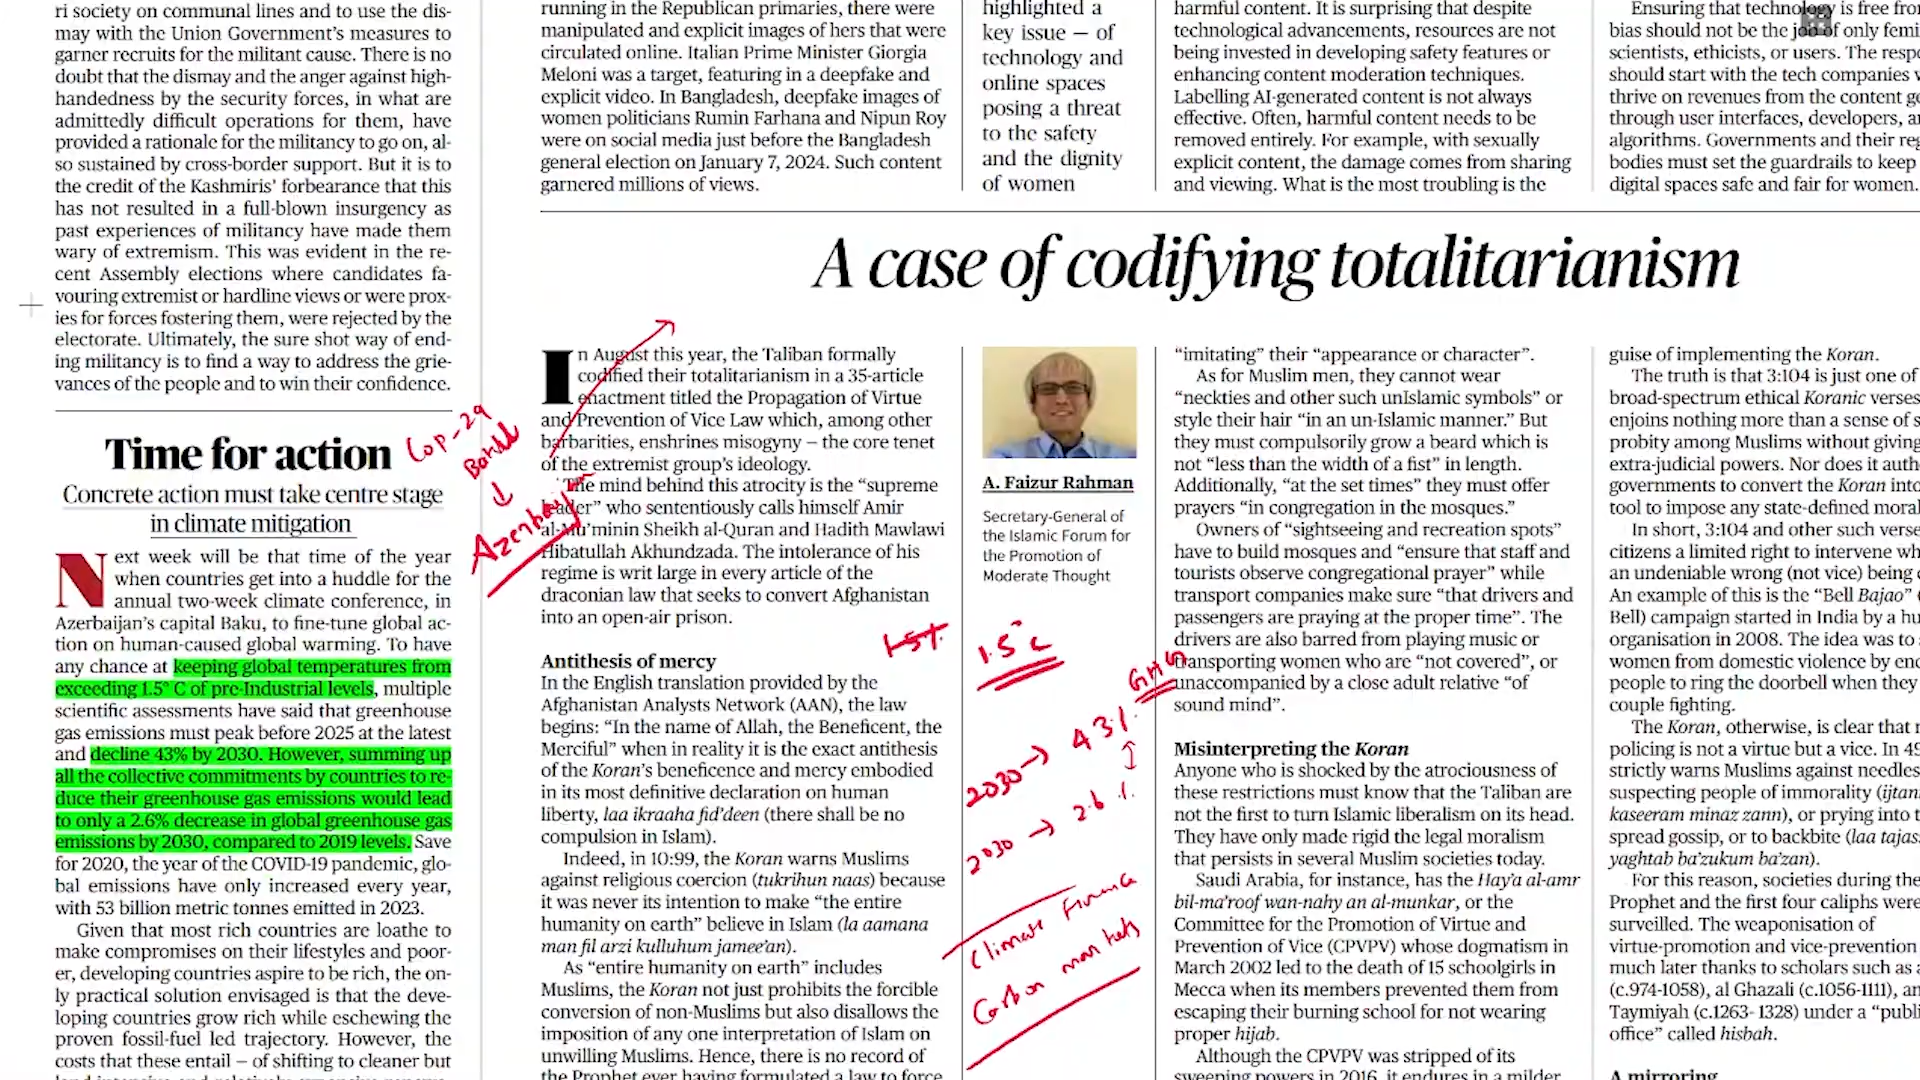 ri society on communal lines and to use the dis-
may with the Union Government's measures to
garner recruits for the militant cause. There is no
doubt that the dismay and the anger against high-
handedness by the security forces, in what are
admittedly difficult operations for them, have
provided a rationale for the militancy to go on, al-
so sustained by cross-border support. But it is to
the credit of the Kashmiris' forbearance that this
has not resulted in a full-blown insurgency as
past experiences of militancy have made them
wary of extremism. This was evident in the re-
cent Assembly elections where candidates fa-
vouring extremist or hardline views or were prox-
ies for forces fostering them, were rejected by the
electorate. Ultimately, the sure shot way of end-
ing militancy is to find a way to address the grie-
vances of the people and to win their confidence.
Time for action
Concrete action must take centre stage
in climate mitigation
Next week will be that time of the year
when countries get into a huddle for the
annual two-week climate conference, in
Azerbaijan's capital Baku, to fine-tune global ac-
tion on human-caused global warming. To have
any chance at keeping global temperatures from
exceeding 1.5° C of pre-Industrial levels, multiple
scientific assessments have said that greenhouse
gas emissions must peak before 2025 at the latest
and decline 43% by 2030. However, summing up
all the collective commitments by countries to re-
duce their greenhouse gas emissions would lead
to only a 2.6% decrease in global greenhouse gas
emissions by 2030, compared to 2019 levels. Save
for 2020, the year of the COVID-19 pandemic, glo-
bal emissions have only increased every year,
with 53 billion metric tonnes emitted in 2023.
Given that most rich countries are loathe to
make compromises on their lifestyles and poor-
er, developing countries aspire to be rich, the on-
ly practical solution envisaged is that the deve-
loping countries grow rich while eschewing the
proven fossil-fuel led trajectory. However, the
costs that these entail – of shifting to cleaner but
running in the Republican primaries, there were
manipulated and explicit images of hers that were
circulated online. Italian Prime Minister Giorgia
Meloni was a target, featuring in a deepfake and
explicit video. In Bangladesh, deepfake images of
women politicians Rumin Farhana and Nipun Roy
were on social media just before the Bangladesh
general election on January 7, 2024. Such content
garnered millions of views.
highlighted a
key issue – of
technology and
online spaces
posing a threat
to the safety
and the dignity
of women
harmful content. It is surprising that despite
technological advancements, resources are not
being invested in developing safety features or
enhancing content moderation techniques.
Labelling AI-generated content is not always
effective. Often, harmful content needs to be
removed entirely. For example, with sexually
explicit content, the damage comes from sharing
and viewing. What is the most troubling is the
Ensuring that technology is free from
bias should not be the job of only femi
scientists, ethicists, or users. The respo
should start with the tech companies w
thrive on revenues from the content ge
through user interfaces, developers, an
algorithms. Governments and their reg
bodies must set the guardrails to keep
digital spaces safe and fair for women.
A case of codifying totalitarianism
In August this year, the Taliban formally
codified their totalitarianism in a 35-article
enactment titled the Propagation of Virtue
and Prevention of Vice Law which, among other
barbarities, enshrines misogyny – the core tenet
of the extremist group's ideology.
The mind behind this atrocity is the "supreme
leader" who sententiously calls himself Amir
al-Mu'minin Sheikh al-Quran and Hadith Mawlawi
Hibatullah Akhundzada. The intolerance of his
regime is writ large in every article of the
draconian law that seeks to convert Afghanistan
into an open-air prison.
Antithesis of mercy
In the English translation provided by the
Afghanistan Analysts Network (AAN), the law
begins: "In the name of Allah, the Beneficent, the
Merciful" when in reality it is the exact antithesis
of the Koran's beneficence and mercy embodied
in its most definitive declaration on human
liberty, laa ikraaha fid'deen (there shall be no
compulsion in Islam).
Indeed, in 10:99, the Koran warns Muslims
against religious coercion (tukrihun naas) because
it was never its intention to make "the entire
humanity on earth" believe in Islam (la aamana
man fil arzi kulluhum jamee'an).
As "entire humanity on earth" includes
Muslims, the Koran not just prohibits the forcible
conversion of non-Muslims but also disallows the
imposition of any one interpretation of Islam on
unwilling Muslims. Hence, there is no record of
the Prophet ever having formulated a law to force
A. Faizur Rahman
Secretary-General of
the Islamic Forum for
the Promotion of
Moderate Thought
"imitating" their "appearance or character".
As for Muslim men, they cannot wear
"neckties and other such unIslamic symbols" or
style their hair "in an un-Islamic manner." But
they must compulsorily grow a beard which is
not "less than the width of a fist" in length.
Additionally, "at the set times" they must offer
prayers "in congregation in the mosques."
Owners of "sightseeing and recreation spots"
have to build mosques and "ensure that staff and
tourists observe congregational prayer" while
transport companies make sure "that drivers and
passengers are praying at the proper time". The
drivers are also barred from playing music or
transporting women who are "not covered", or
unaccompanied by a close adult relative "of
sound mind".
Misinterpreting the Koran
Anyone who is shocked by the atrociousness of
these restrictions must know that the Taliban are
not the first to turn Islamic liberalism on its head.
They have only made rigid the legal moralism
that persists in several Muslim societies today.
Saudi Arabia, for instance, has the Hay'a al-amr
bil-ma'roof wan-nahy an al-munkar, or the
Committee for the Promotion of Virtue and
Prevention of Vice (CPVPV) whose dogmatism in
March 2002 led to the death of 15 schoolgirls in
Mecca when its members prevented them from
escaping their burning school for not wearing
proper hijab.
Although the CPVPV was stripped of its
sweeping powers in 2016, it endures in a milder
guise of implementing the Koran.
The truth is that 3:104 is just one of
broad-spectrum ethical Koranic verses
enjoins nothing more than a sense of s
probity among Muslims without giving
extra-judicial powers. Nor does it autho
governments to convert the Koran into
tool to impose any state-defined moral
In short, 3:104 and other such verse
citizens a limited right to intervene wh
an undeniable wrong (not vice) being c
An example of this is the "Bell Bajao" (
Bell) campaign started in India by a hu
organisation in 2008. The idea was to s
women from domestic violence by enc
people to ring the doorbell when they
couple fighting.
The Koran, otherwise, is clear that m
policing is not a virtue but a vice. In 49
strictly warns Muslims against needles
suspecting people of immorality (ijtan
kaseeram minaz zann), or prying into t
spread gossip, or to backbite (laa tajass
yaghtab ba'zukum ba'zan).
For this reason, societies during the
Prophet and the first four caliphs were
surveilled. The weaponisation of
virtue-promotion and vice-prevention
much later thanks to scholars such as a
(c.974-1058), al Ghazali (c.1056-1111), an
Taymiyah (c.1263- 1328) under a "publi
office" called hisbah.
A mirroring
Cop-29
Azerbaijan
1.5%
1.5°C
GHG
2030 → 43%
2030 → 2.6%
Climate Finance
Carbon markets